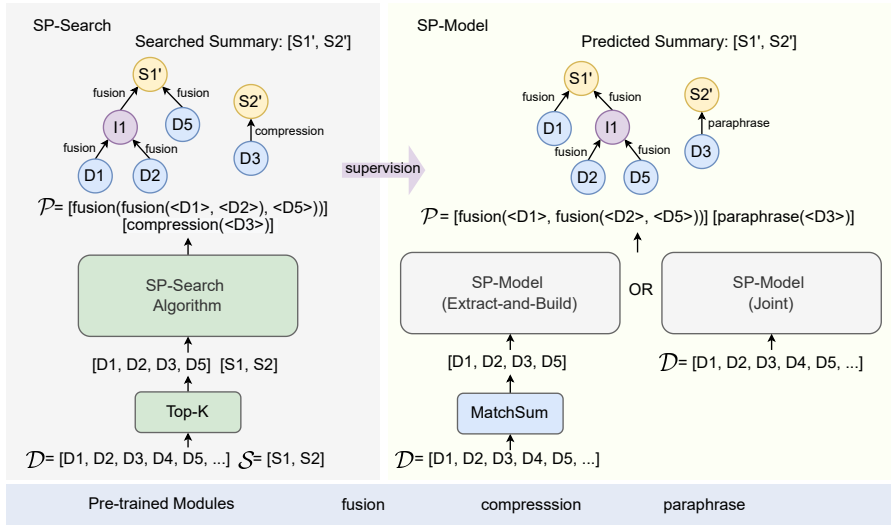 SP-Search
Searched Summary: [S1', S2']
S1'
fusion
fusion
S2'
I1
D5
compression
fusion
fusion
D3
D1
D2
𝒫= [fusion(fusion(<D1>, <D2>), <D5>))]
[compression(<D3>)]
SP-Search
Algorithm
[D1, D2, D3, D5] [S1, S2]
Top-K
𝒟= [D1, D2, D3, D4, D5, ...] 𝒮= [S1, S2]
supervision
SP-Model
Predicted Summary: [S1', S2']
S1'
fusion
fusion
S2'
D1
I1
paraphrase
fusion
fusion
D3
D2
D5
𝒫= [fusion(<D1>, fusion(<D2>, <D5>))] [paraphrase(<D3>)]
SP-Model
(Extract-and-Build)
OR
SP-Model
(Joint)
[D1, D2, D3, D5]
𝒟= [D1, D2, D3, D4, D5, ...]
MatchSum
𝒟= [D1, D2, D3, D4, D5, ...]
Pre-trained Modules fusion compresssion paraphrase